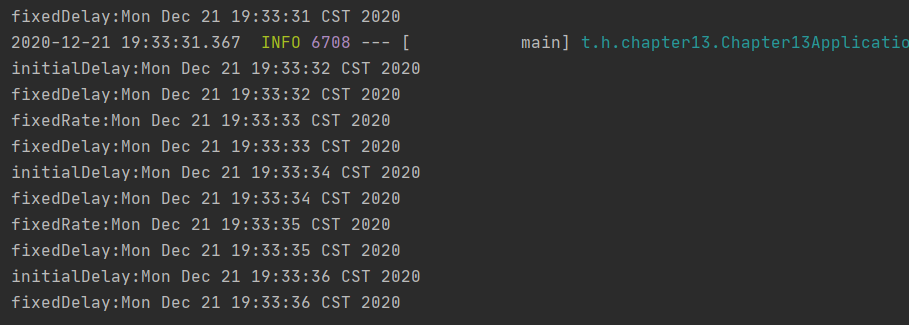 fixedDelay:Mon Dec 21 19:33:31 CST 2020
2020-12-21 19:33:31.367  INFO 6708 --- [           main] t.h.chapter13.Chapter13Applicatio
initialDelay:Mon Dec 21 19:33:32 CST 2020
fixedDelay:Mon Dec 21 19:33:32 CST 2020
fixedRate:Mon Dec 21 19:33:33 CST 2020
fixedDelay:Mon Dec 21 19:33:33 CST 2020
initialDelay:Mon Dec 21 19:33:34 CST 2020
fixedDelay:Mon Dec 21 19:33:34 CST 2020
fixedRate:Mon Dec 21 19:33:35 CST 2020
fixedDelay:Mon Dec 21 19:33:35 CST 2020
initialDelay:Mon Dec 21 19:33:36 CST 2020
fixedDelay:Mon Dec 21 19:33:36 CST 2020